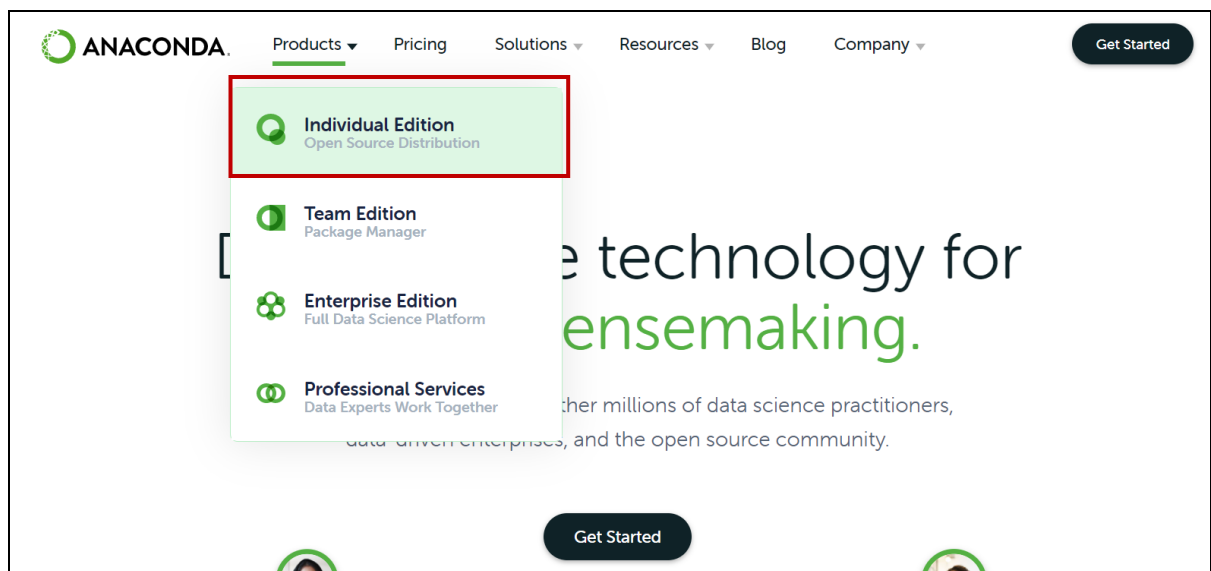 ANACONDA.
Products Pricing Solutions Resources Blog Company Get Started
Individual Edition
Open Source Distribution
Team Edition
Package Manager
Enterprise Edition
Full Data Science Platform
Professional Services
Data Experts Work Together
technology for
millions of data science practitioners,
and the open source community.
Get Started